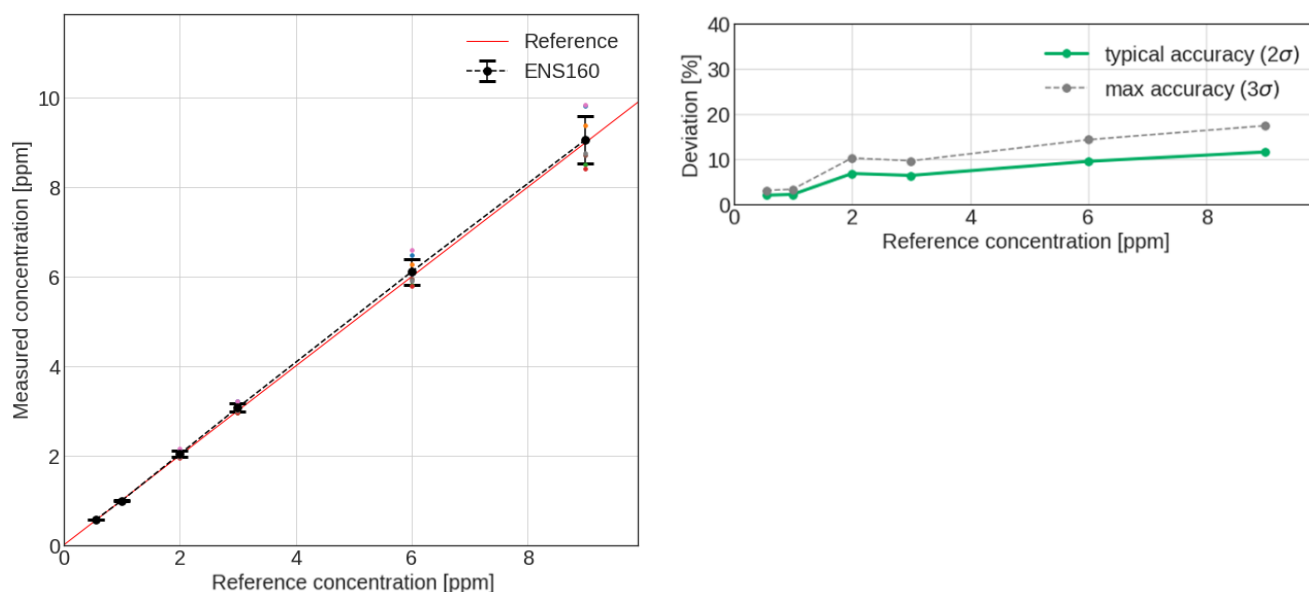 Measured concentration [ppm]
10
8
6
4
2
0
0 2 4 6 8
Reference concentration [ppm]
Reference
ENS160
Deviation [%]
40
30
20
10
0
0 2 4 6 8
Reference concentration [ppm]
typical accuracy (2σ)
max accuracy (3σ)